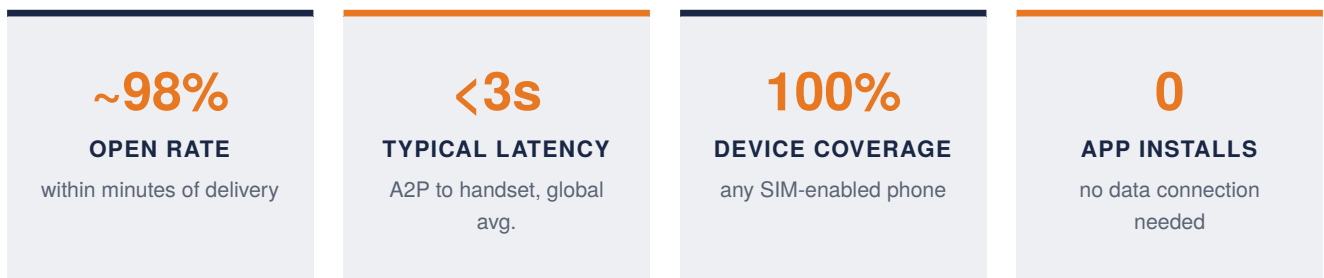 ~98%
OPEN RATE
within minutes of delivery
<3s
TYPICAL LATENCY
A2P to handset, global
avg.
100%
DEVICE COVERAGE
any SIM-enabled phone
0
APP INSTALLS
no data connection
needed